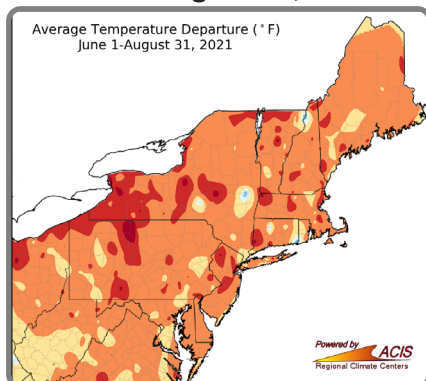 Average Temperature Departure (°F)
June 1-August 31, 2021
Powered by
ACIS
Regional Climate Centers